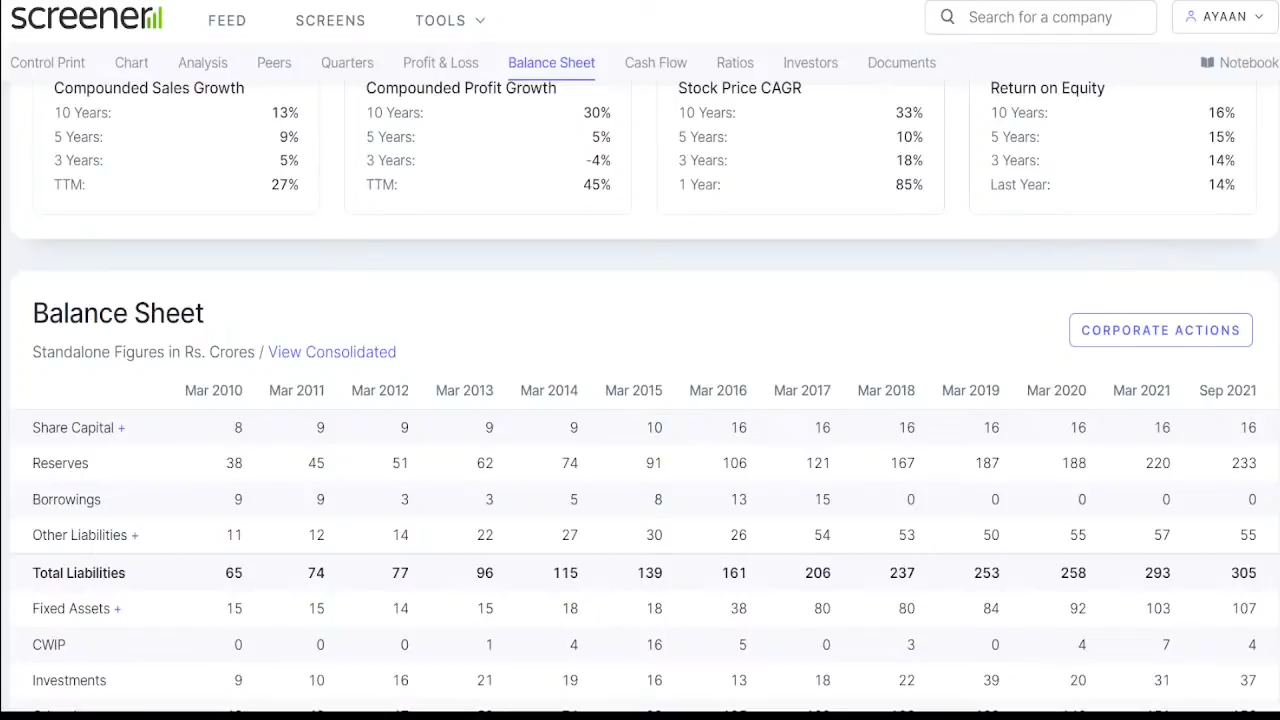 screener
FEED SCREENS TOOLS
Search for a company
AYAAN
Control Print Chart Analysis Peers Quarters Profit & Loss Balance Sheet Cash Flow Ratios Investors Documents Notebook
Compounded Sales Growth
10 Years: 13%
5 Years: 9%
3 Years: 5%
TTM: 27%
Compounded Profit Growth
10 Years: 30%
5 Years: 5%
3 Years: -4%
TTM: 45%
Stock Price CAGR
10 Years: 33%
5 Years: 10%
3 Years: 18%
1 Year: 85%
Return on Equity
10 Years: 16%
5 Years: 15%
3 Years: 14%
Last Year: 14%
Balance Sheet
CORPORATE ACTIONS
Standalone Figures in Rs. Crores / View Consolidated
Mar 2010 Mar 2011 Mar 2012 Mar 2013 Mar 2014 Mar 2015 Mar 2016 Mar 2017 Mar 2018 Mar 2019 Mar 2020 Mar 2021 Sep 2021
Share Capital + 8 9 9 9 9 10 16 16 16 16 16 16 16
Reserves 38 45 51 62 74 91 106 121 167 187 188 220 233
Borrowings 9 9 3 3 5 8 13 15 0 0 0 0 0
Other Liabilities + 11 12 14 22 27 30 26 54 53 50 55 57 55
Total Liabilities 65 74 77 96 115 139 161 206 237 253 258 293 305
Fixed Assets + 15 15 14 15 18 18 38 80 80 84 92 103 107
CWIP 0 0 0 1 4 16 5 0 3 0 4 7 4
Investments 9 10 16 21 19 16 13 18 22 39 20 31 37